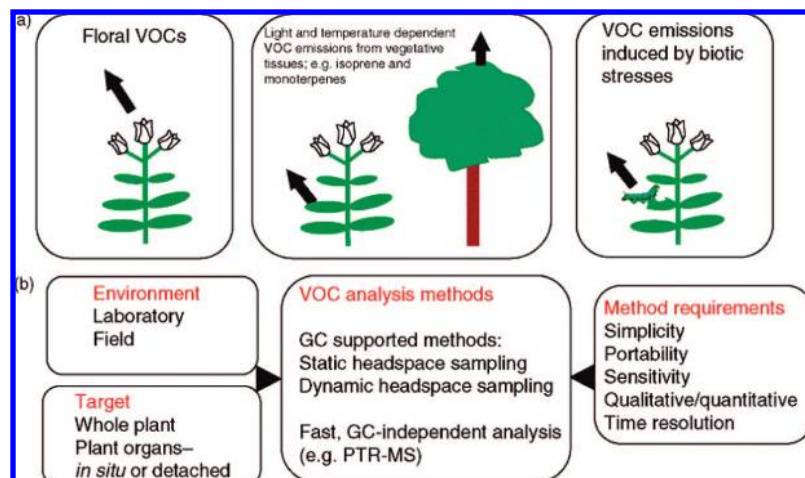 a)
Floral VOCs
Light and temperature dependent
VOC emissions from vegetative
tissues; e.g. isoprene and
monoterpenes
VOC emissions
induced by biotic
stresses
(b)
Environment
Laboratory
Field
Target
Whole plant
Plant organs–
in situ or detached
VOC analysis methods
GC supported methods:
Static headspace sampling
Dynamic headspace sampling
Fast, GC-independent analysis
(e.g. PTR-MS)
Method requirements
Simplicity
Portability
Sensitivity
Qualitative/quantitative
Time resolution